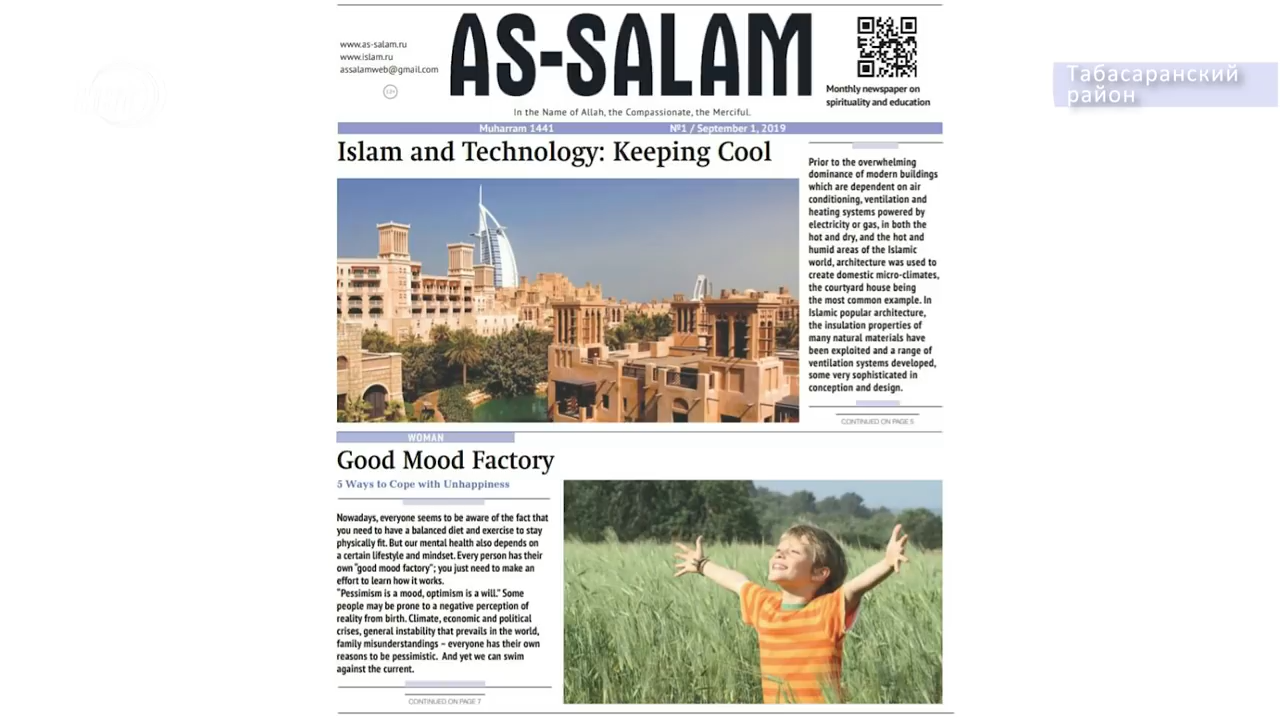 www.as-salam.ru
www.islam.ru
assalamweb@gmail.com
12+
AS-SALAM
Monthly newspaper on
spirituality and education
In the Name of Allah, the Compassionate, the Merciful.
Muharram 1441
№1 / September 1, 2019
Табасаранский
район
Islam and Technology: Keeping Cool
Prior to the overwhelming
dominance of modern buildings
which are dependent on air
conditioning, ventilation and
heating systems powered by
electricity or gas, in both the
hot and dry, and the hot and
humid areas of the Islamic
world, architecture was used to
create domestic micro-climates,
the courtyard house being
the most common example. In
Islamic popular architecture,
the insulation properties of
many natural materials have
been exploited and a range of
ventilation systems developed,
some very sophisticated in
conception and design.
CONTINUED ON PAGE 5
WOMAN
Good Mood Factory
5 Ways to Cope with Unhappiness
Nowadays, everyone seems to be aware of the fact that
you need to have a balanced diet and exercise to stay
physically fit. But our mental health also depends on
a certain lifestyle and mindset. Every person has their
own "good mood factory"; you just need to make an
effort to learn how it works.
"Pessimism is a mood, optimism is a will." Some
people may be prone to a negative perception of
reality from birth. Climate, economic and political
crises, general instability that prevails in the world,
family misunderstandings – everyone has their own
reasons to be pessimistic. And yet we can swim
against the current.
CONTINUED ON PAGE 7